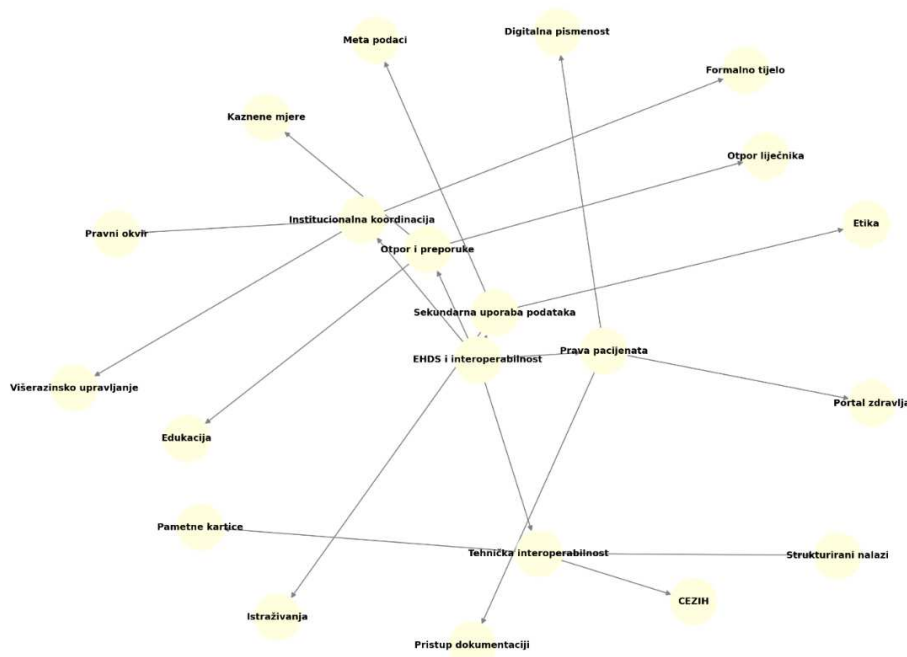 Digitalna pismenost
Meta podaci
Formalno tijelo
Kaznene mjere
Otpor liječnika
Institucionalna koordinacija
Etika
Pravni okvir
Otpor i preporuke
Sekundarna uporaba podataka
Prava pacijenata
EHDS i interoperabilnost
Višerazinsko upravljanje
Portal zdravlja
Edukacija
Pametne kartice
Tehnička interoperabilnost
Strukturirani nalazi
CEZIH
Istraživanja
Pristup dokumentaciji